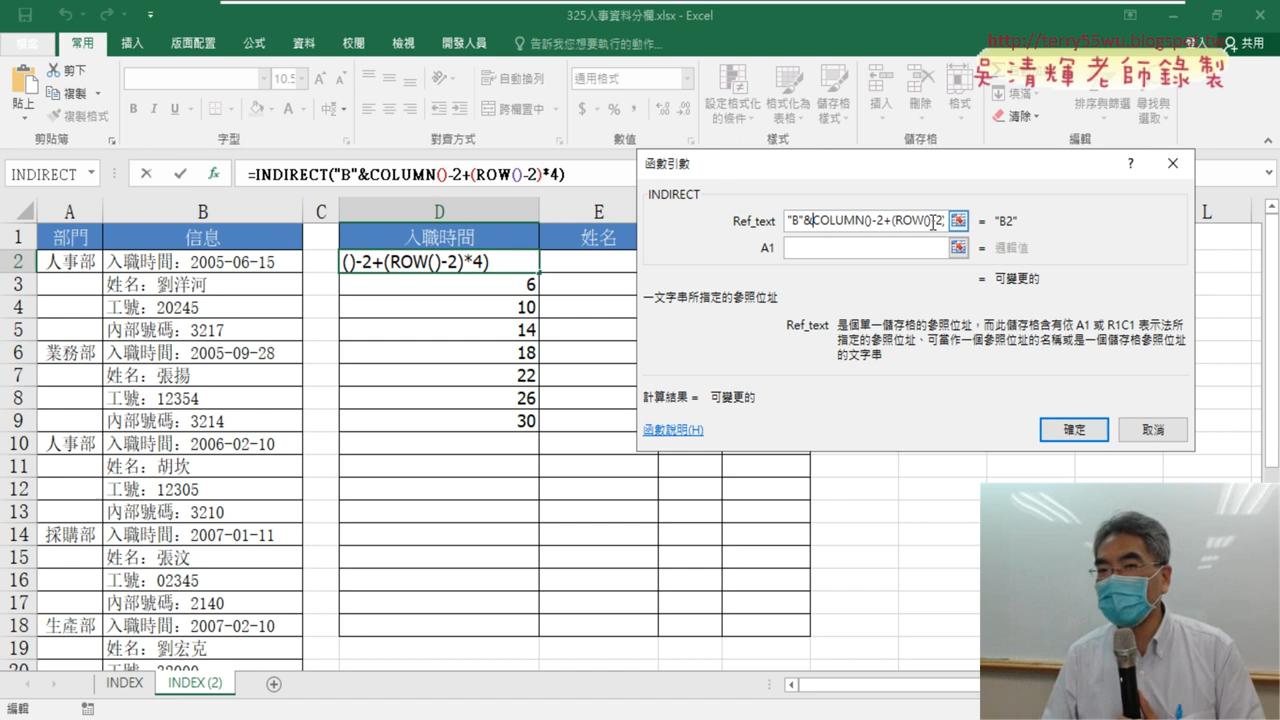 325人事資料分欄.xlsx - Excel
檔案 常用 插入 版面配置 公式 資料 校閱 檢視 開發人員 告訴我您想要執行的動作... 登入 共用
http://terry55wu.blogspot.tw
吳清輝老師錄製
貼上 剪下 複製 複製格式
10.5 自動換列 跨欄置中 通用格式
設定格式化的條件 格式化為表格 儲存格樣式 插入 刪除 格式 填滿 清除 排序與篩選 尋找與選取
剪貼簿 字型 對齊方式 數值 樣式 儲存格 編輯
INDIRECT =INDIRECT("B"&COLUMN()-2+(ROW()-2)*4)
A B C D E L
1 部門 信息 入職時間 姓名
2 人事部 入職時間：2005-06-15 ()-2+(ROW()-2)*4)
3 姓名：劉洋河 6
4 工號：20245 10
5 內部號碼：3217 14
6 業務部 入職時間：2005-09-28 18
7 姓名：張揚 22
8 工號：12354 26
9 內部號碼：3214 30
10 人事部 入職時間：2006-02-10
11 姓名：胡坎
12 工號：12305
13 內部號碼：3210
14 採購部 入職時間：2007-01-11
15 姓名：張汶
16 工號：02345
17 內部號碼：2140
18 生產部 入職時間：2007-02-10
19 姓名：劉宏克
20
函數引數 ?
INDIRECT
Ref_text "B"&COLUMN()-2+(ROW()-2) = "B2"
A1 = 邏輯值
= 可變更的
一文字串所指定的參照位址
Ref_text 是個單一儲存格的參照位址，而此儲存格含有依 A1 或 R1C1 表示法所
指定的參照位址、可當作一個參照位址的名稱或是一個儲存格參照位址
的文字串
計算結果 = 可變更的
函數說明(H) 確定 取消
INDEX INDEX (2)
編輯